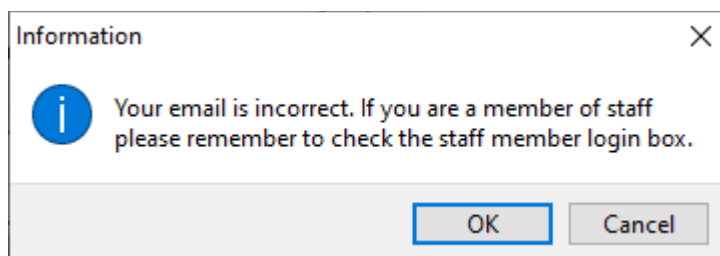 Information
Your email is incorrect. If you are a member of staff
please remember to check the staff member login box.
OK
Cancel